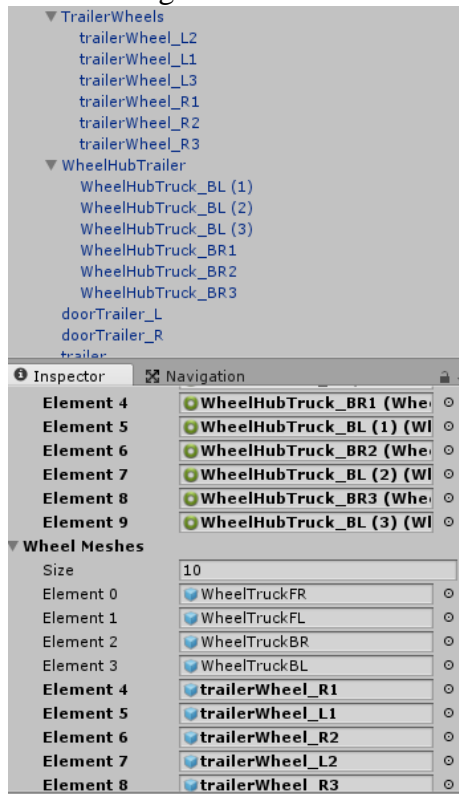 TrailerWheels
trailerWheel_L2
trailerWheel_L1
trailerWheel_L3
trailerWheel_R1
trailerWheel_R2
trailerWheel_R3
WheelHubTrailer
WheelHubTruck_BL (1)
WheelHubTruck_BL (2)
WheelHubTruck_BL (3)
WheelHubTruck_BR1
WheelHubTruck_BR2
WheelHubTruck_BR3
doorTrailer_L
doorTrailer_R
trailer
Inspector Navigation
Element 4 WheelHubTruck_BR1 (Whe
Element 5 WheelHubTruck_BL (1) (Wl
Element 6 WheelHubTruck_BR2 (Whe
Element 7 WheelHubTruck_BL (2) (Wl
Element 8 WheelHubTruck_BR3 (Whe
Element 9 WheelHubTruck_BL (3) (Wl
Wheel Meshes
Size 10
Element 0 WheelTruckFR
Element 1 WheelTruckFL
Element 2 WheelTruckBR
Element 3 WheelTruckBL
Element 4 trailerWheel_R1
Element 5 trailerWheel_L1
Element 6 trailerWheel_R2
Element 7 trailerWheel_L2
Element 8 trailerWheel_R3